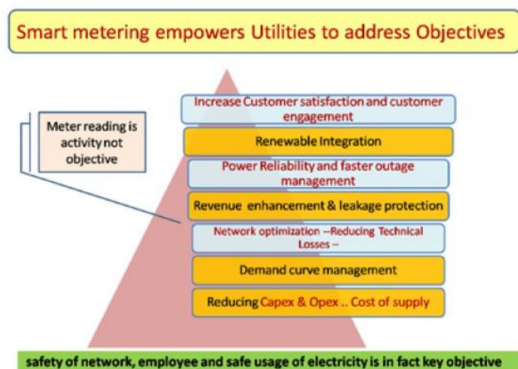 Smart metering empowers Utilities to address Objectives
Increase Customer satisfaction and customer
engagement
Meter reading is
activity not
objective
Renewable Integration
Power Reliability and faster outage
management
Revenue enhancement & leakage protection
Network optimization --Reducing Technical
Losses –
Demand curve management
Reducing Capex & Opex .. Cost of supply
safety of network, employee and safe usage of electricity is in fact key objective